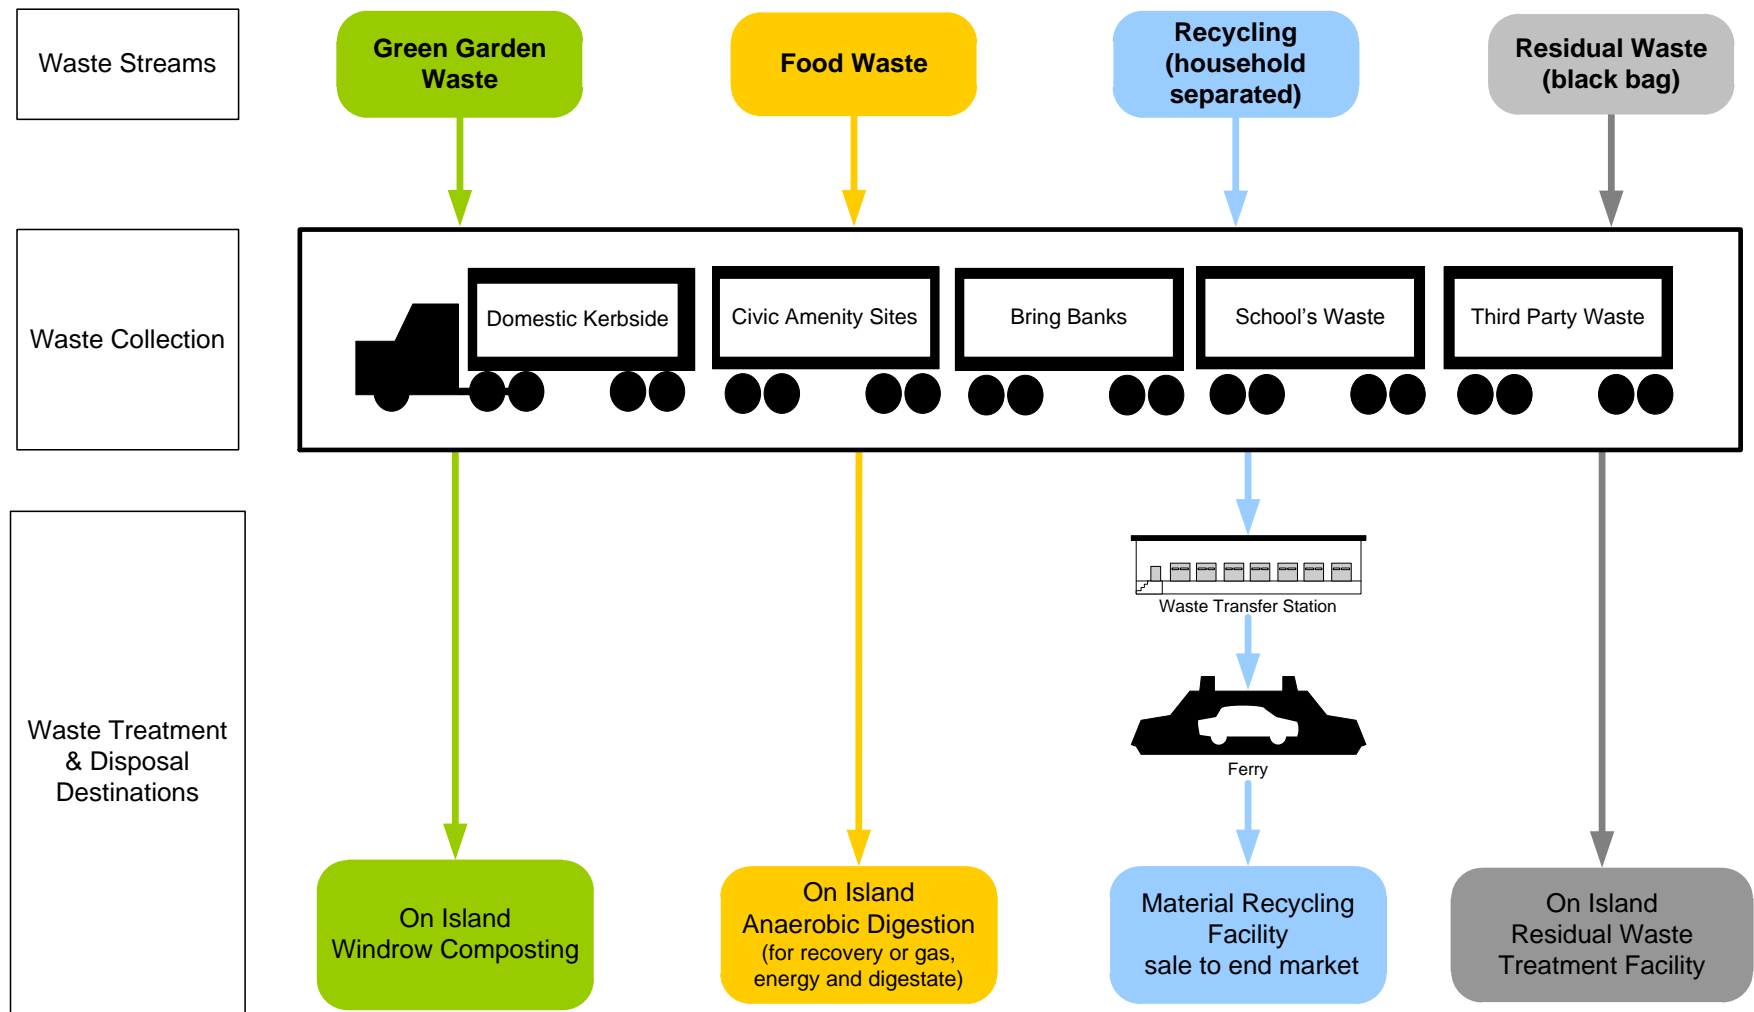 Waste Streams
Green Garden
Waste
Food Waste
Recycling
(household
separated)
Residual Waste
(black bag)
Waste Collection
Domestic Kerbside
Civic Amenity Sites
Bring Banks
School's Waste
Third Party Waste
Waste Treatment
& Disposal
Destinations
Waste Transfer Station
Ferry
On Island
Windrow Composting
On Island
Anaerobic Digestion
(for recovery or gas,
energy and digestate)
Material Recycling
Facility
sale to end market
On Island
Residual Waste
Treatment Facility